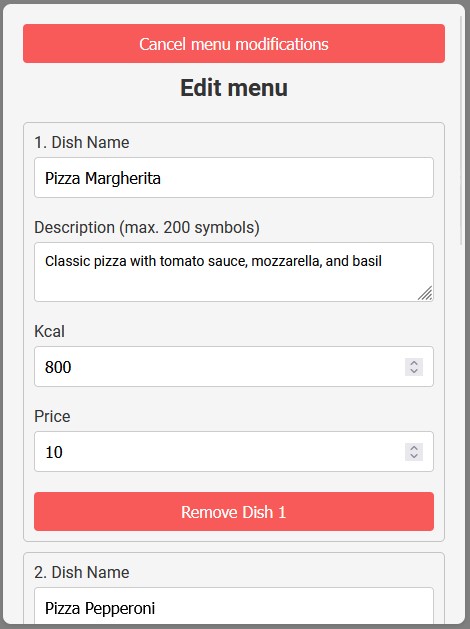 Cancel menu modifications
Edit menu
1. Dish Name
Pizza Margherita
Description (max. 200 symbols)
Classic pizza with tomato sauce, mozzarella, and basil
Kcal
800
Price
10
Remove Dish 1
2. Dish Name
Pizza Pepperoni